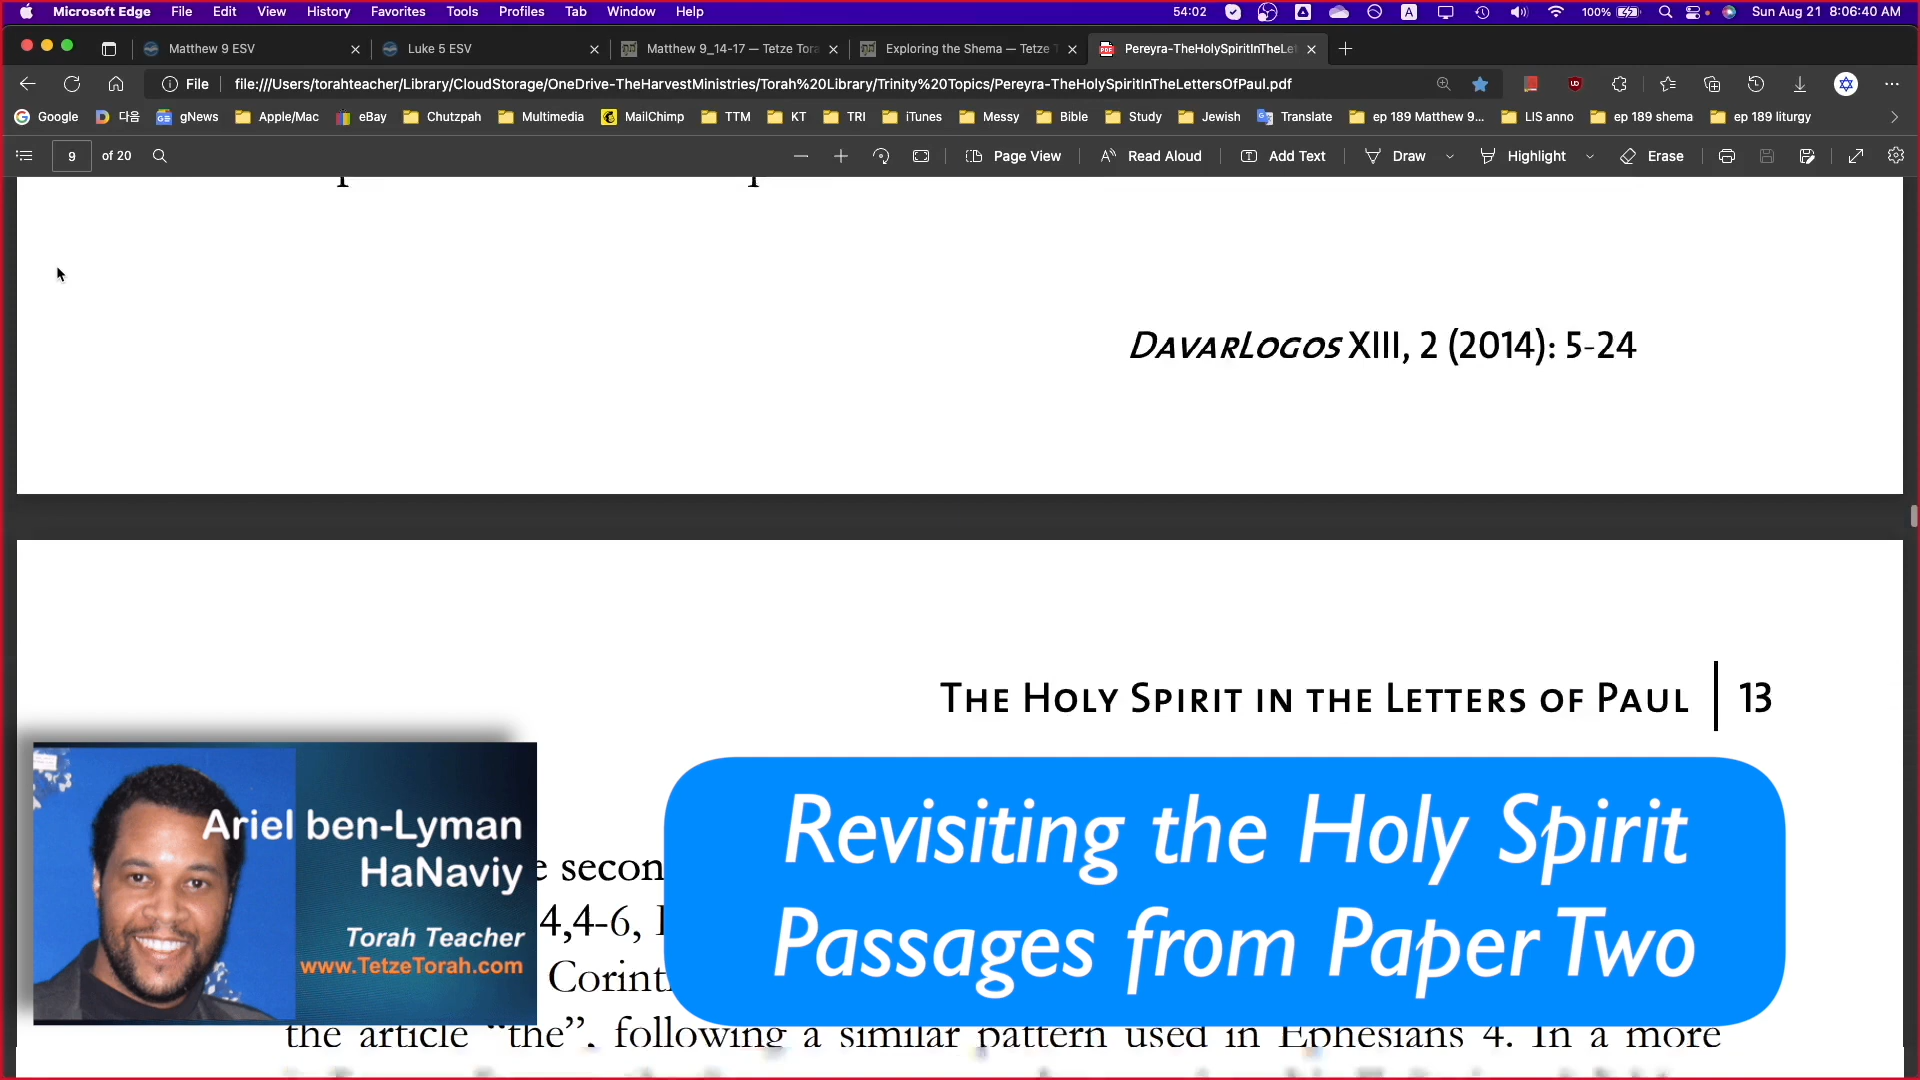 Microsoft Edge File Edit View History Favorites Tools Profiles Tab Window Help 54:02 A 100% Sun Aug 21 8:06:40 AM
Matthew 9 ESV Luke 5 ESV Matthew 9_14-17 — Tetze Tora Exploring the Shema — Tetze T Pereyra-TheHolySpiritInTheLet
File file:///Users/torahteacher/Library/CloudStorage/OneDrive-TheHarvestMinistries/Torah%20Library/Trinity%20Topics/Pereyra-TheHolySpiritInTheLettersOfPaul.pdf
Google 다음 gNews Apple/Mac eBay Chutzpah Multimedia MailChimp TTM KT TRI iTunes Messy Bible Study Jewish Translate ep 189 Matthew 9... LIS anno ep 189 shema ep 189 liturgy
9 of 20 Page View Read Aloud Add Text Draw Highlight Erase
DAVARLOGOS XIII, 2 (2014): 5-24
THE HOLY SPIRIT IN THE LETTERS OF PAUL | 13
e secon
4,4-6,
Corint
the article “the”, following a similar pattern used in Ephesians 4. In a more
Ariel ben-Lyman
HaNaviy
Torah Teacher
www.TetzeTorah.com
Revisiting the Holy Spirit
Passages from Paper Two